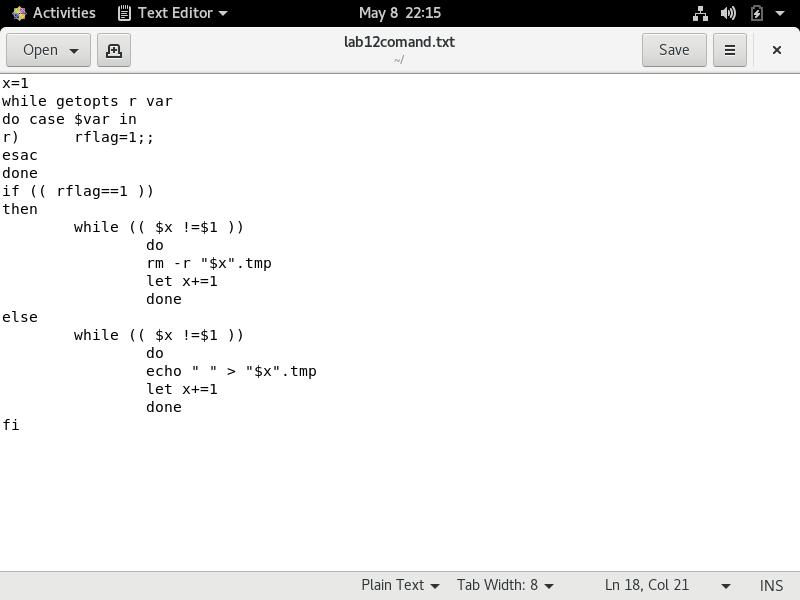 Activities Text Editor May 8 22:15
Open lab12comand.txt Save
~/
x=1
while getopts r var
do case $var in
r)      rflag=1;;
esac
done
if (( rflag==1 ))
then
        while (( $x !=$1 ))
                do
                rm -r "$x".tmp
                let x+=1
                done
else
        while (( $x !=$1 ))
                do
                echo " " > "$x".tmp
                let x+=1
                done
fi
Plain Text Tab Width: 8 Ln 18, Col 21 INS